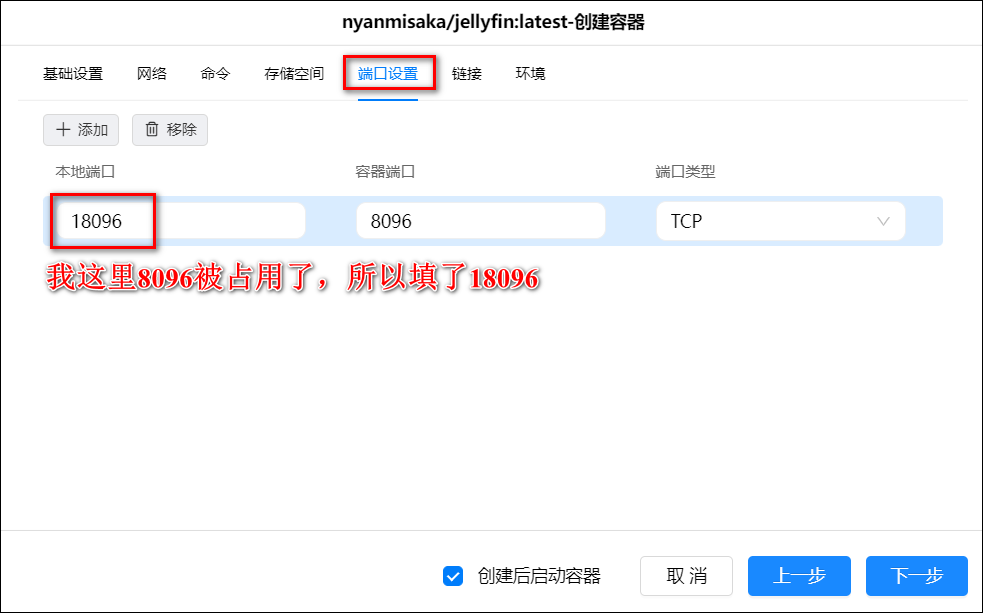 nyanmisaka/jellyfin:latest-创建容器
基础设置 网络 命令 存储空间 端口设置 链接 环境
添加 移除
本地端口 容器端口 端口类型
18096 8096 TCP
我这里8096被占用了，所以填了18096
创建后启动容器 取消 上一步 下一步